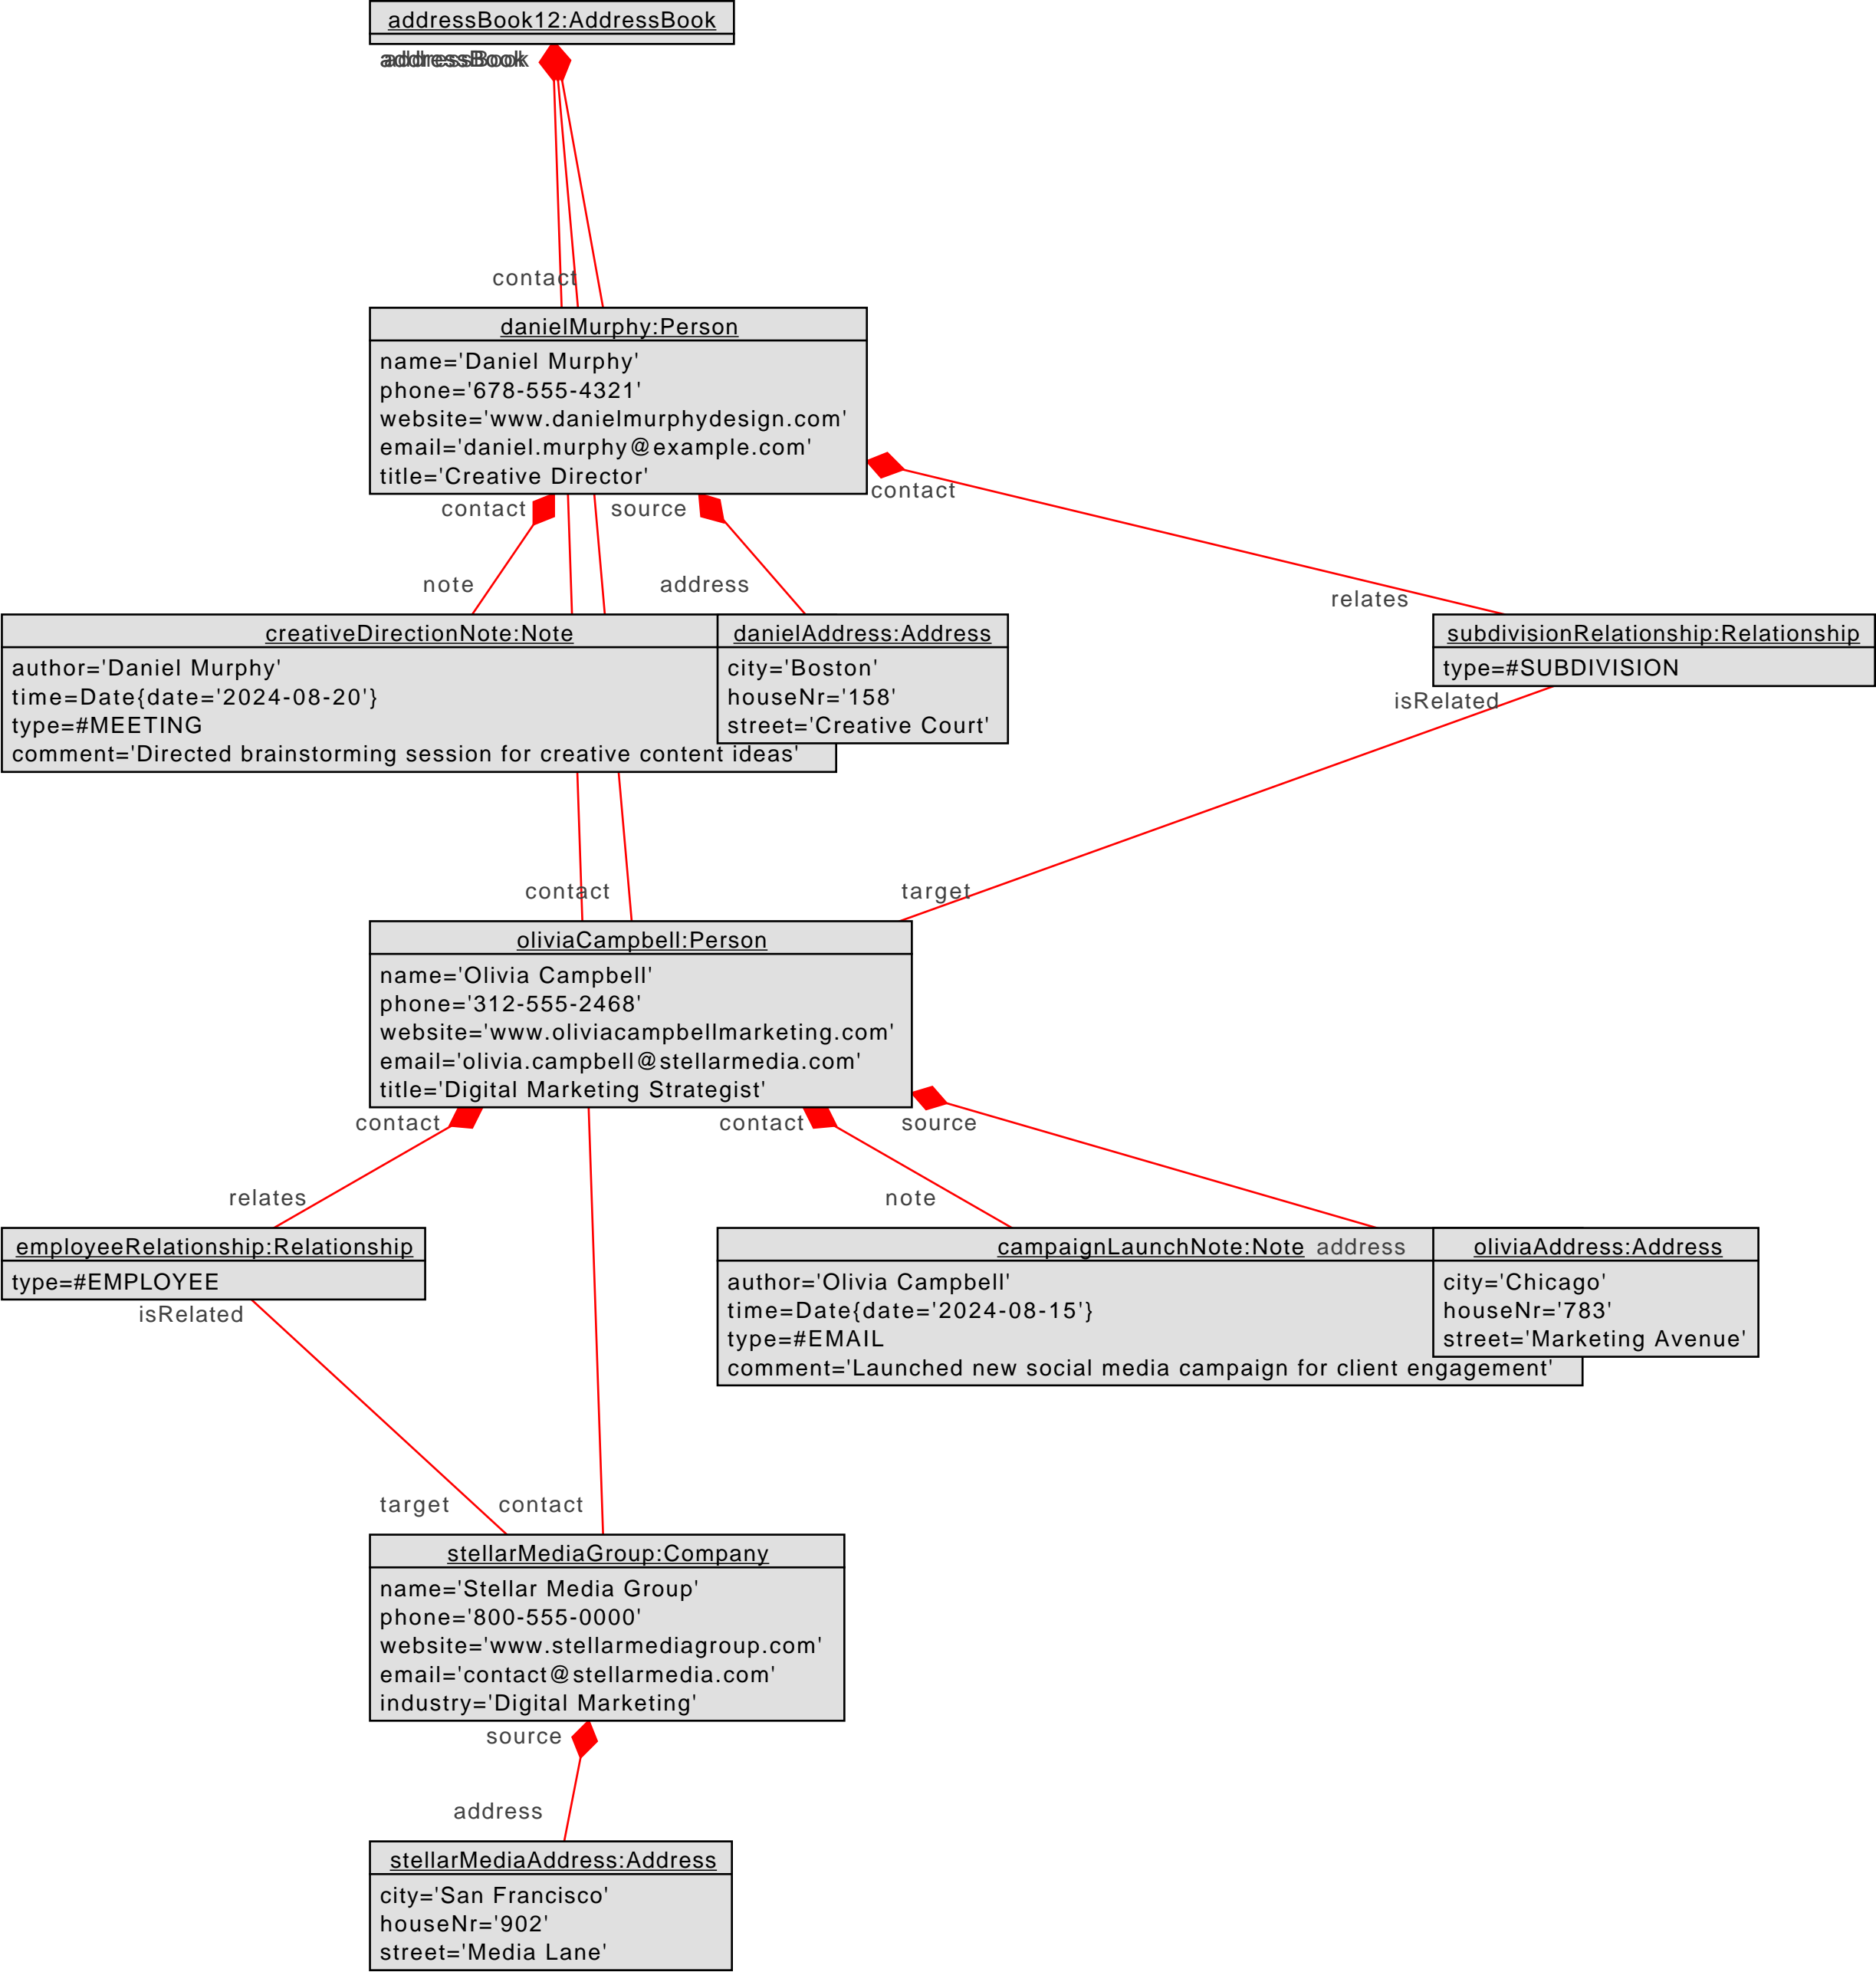 addressBook12:AddressBook
addressBook
contact
danielMurphy:Person
name='Daniel Murphy'
phone='678-555-4321'
website='www.danielmurphydesign.com'
email='daniel.murphy@example.com'
title='Creative Director'
contact
contact
source
note
address
relates
creativeDirectionNote:Note
author='Daniel Murphy'
time=Date{date='2024-08-20'}
type=#MEETING
comment='Directed brainstorming session for creative content ideas'
danielAddress:Address
city='Boston'
houseNr='158'
street='Creative Court'
subdivisionRelationship:Relationship
type=#SUBDIVISION
isRelated
contact
target
oliviaCampbell:Person
name='Olivia Campbell'
phone='312-555-2468'
website='www.oliviacampbellmarketing.com'
email='olivia.campbell@stellarmedia.com'
title='Digital Marketing Strategist'
contact
contact
source
relates
note
employeeRelationship:Relationship
type=#EMPLOYEE
isRelated
campaignLaunchNote:Note
address
author='Olivia Campbell'
time=Date{date='2024-08-15'}
type=#EMAIL
comment='Launched new social media campaign for client engagement'
oliviaAddress:Address
city='Chicago'
houseNr='783'
street='Marketing Avenue'
target
contact
stellarMediaGroup:Company
name='Stellar Media Group'
phone='800-555-0000'
website='www.stellarmediagroup.com'
email='contact@stellarmedia.com'
industry='Digital Marketing'
source
address
stellarMediaAddress:Address
city='San Francisco'
houseNr='902'
street='Media Lane'